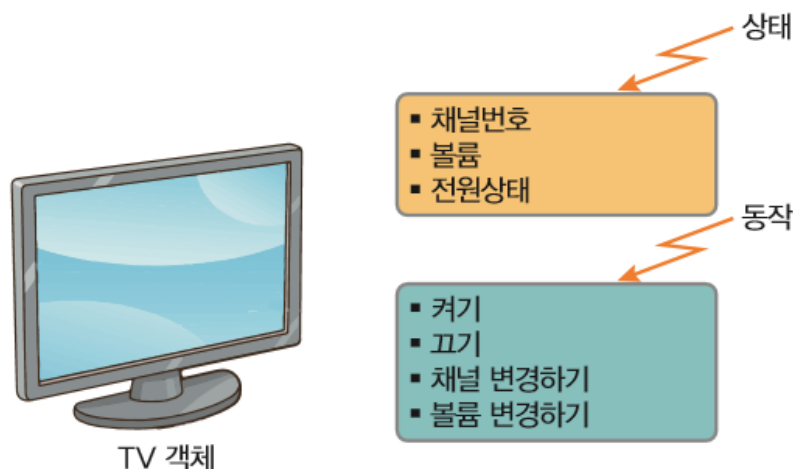 상태
▪ 채널번호
▪ 볼륨
▪ 전원상태
동작
▪ 켜기
▪ 끄기
▪ 채널 변경하기
▪ 볼륨 변경하기
TV 객체